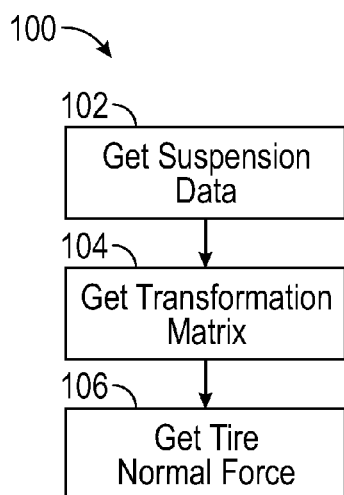 100
102
Get Suspension
Data
104
Get Transformation
Matrix
106
Get Tire
Normal Force